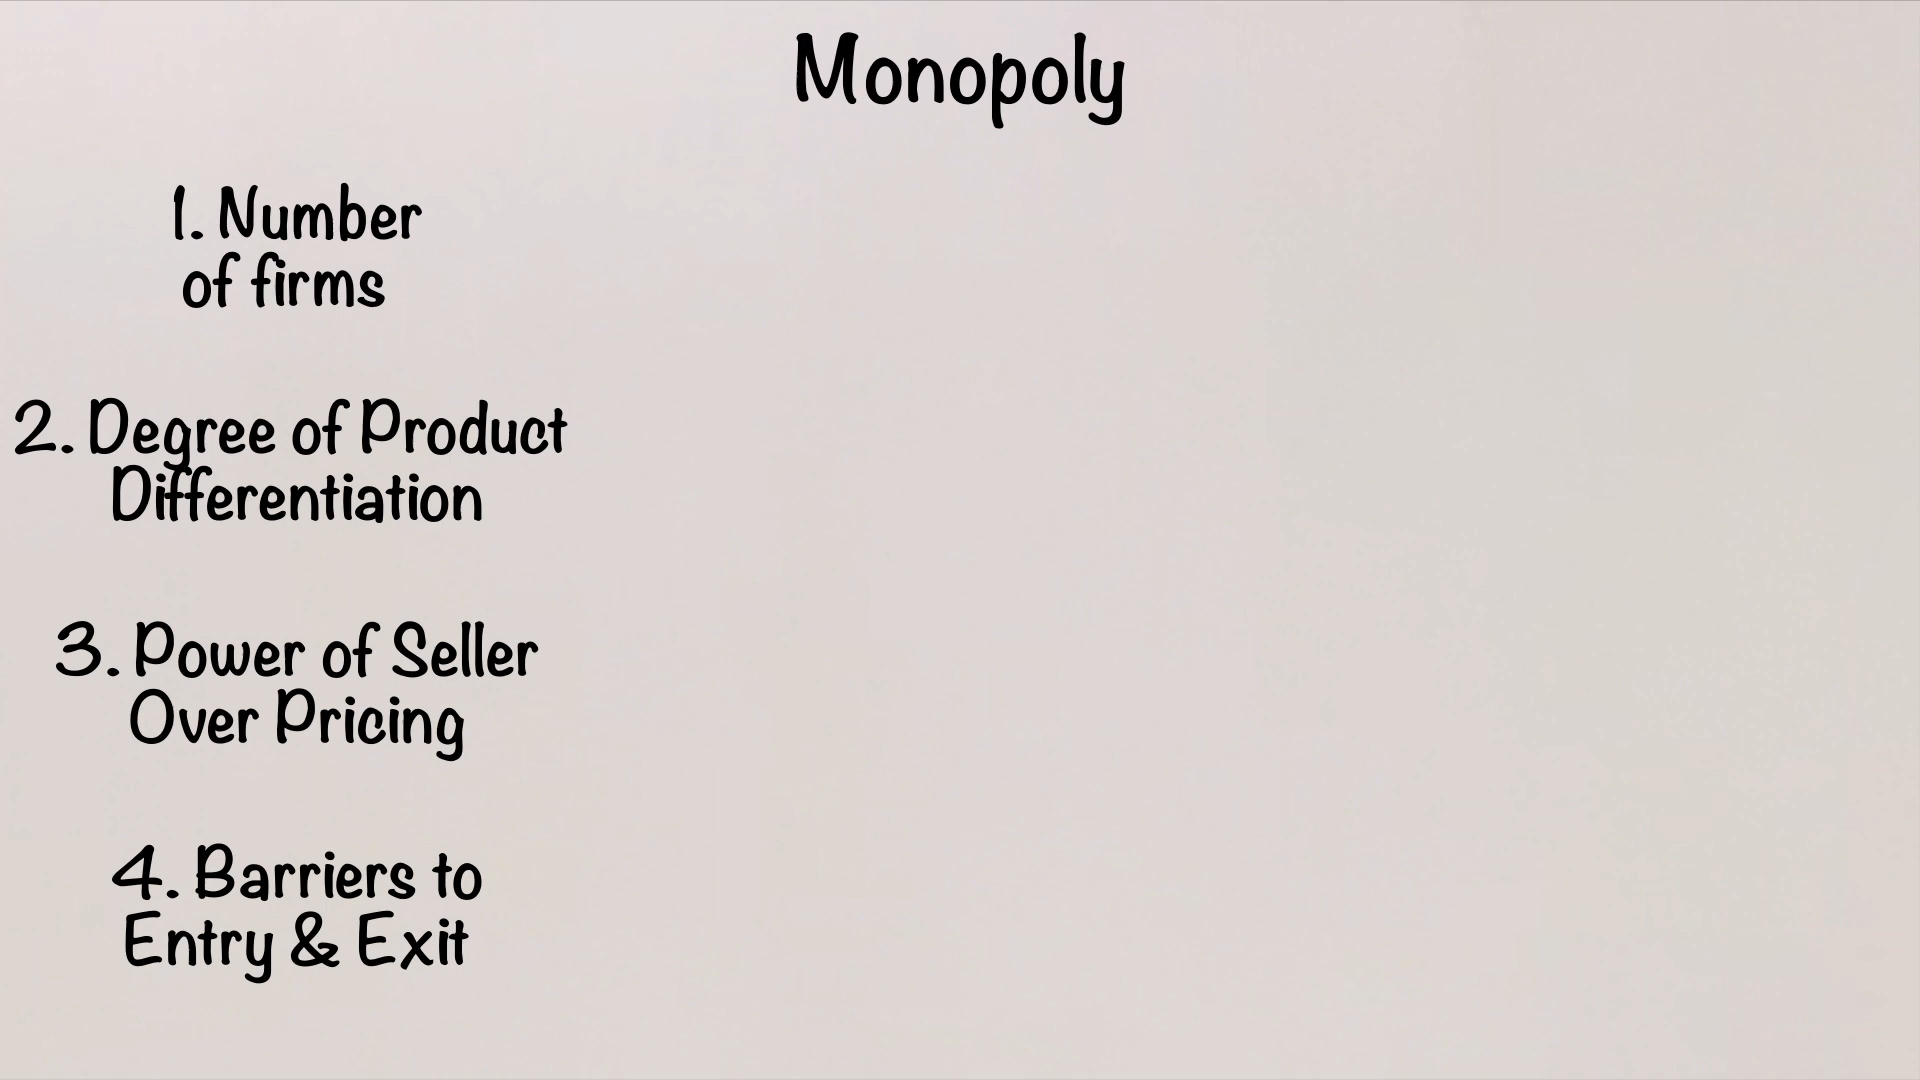 Monopoly
1. Number
of firms
2. Degree of Product
Differentiation
3. Power of Seller
Over Pricing
4. Barriers to
Entry & Exit